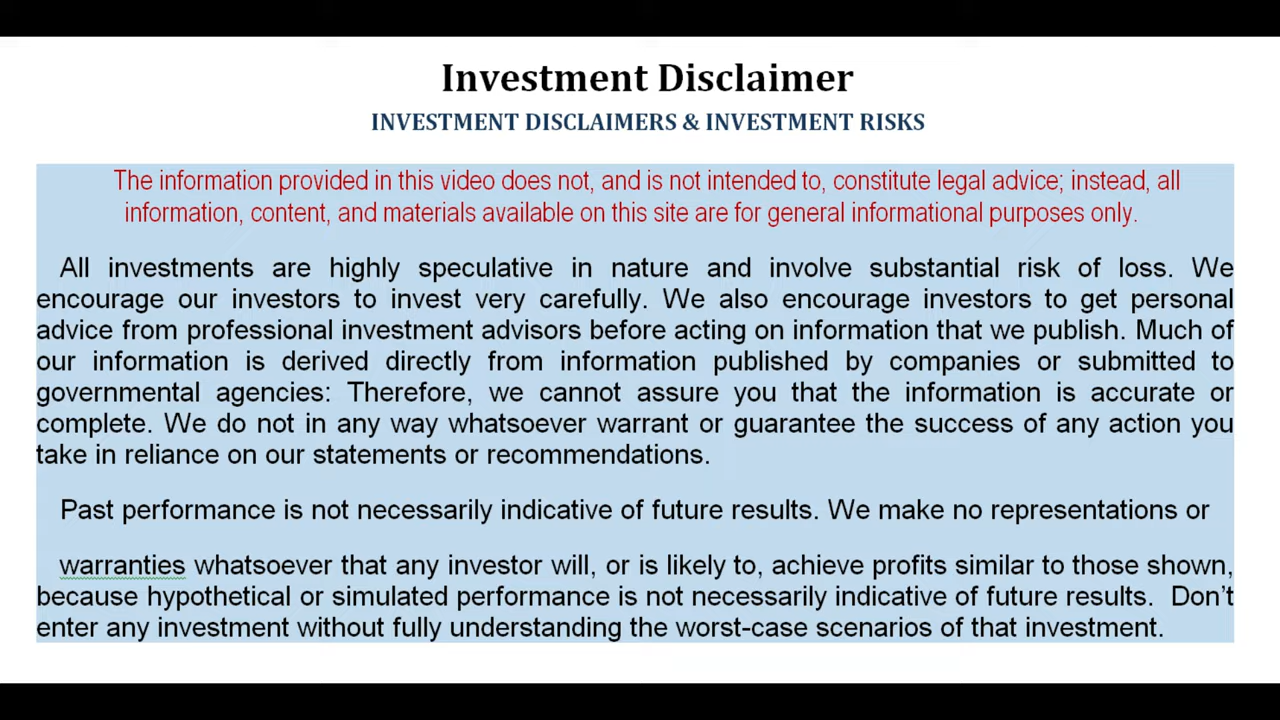 Investment Disclaimer
INVESTMENT DISCLAIMERS & INVESTMENT RISKS
The information provided in this video does not, and is not intended to, constitute legal advice; instead, all
information, content, and materials available on this site are for general informational purposes only.
All investments are highly speculative in nature and involve substantial risk of loss. We
encourage our investors to invest very carefully. We also encourage investors to get personal
advice from professional investment advisors before acting on information that we publish. Much of
our information is derived directly from information published by companies or submitted to
governmental agencies: Therefore, we cannot assure you that the information is accurate or
complete. We do not in any way whatsoever warrant or guarantee the success of any action you
take in reliance on our statements or recommendations.
Past performance is not necessarily indicative of future results. We make no representations or
warranties whatsoever that any investor will, or is likely to, achieve profits similar to those shown,
because hypothetical or simulated performance is not necessarily indicative of future results.  Don’t
enter any investment without fully understanding the worst-case scenarios of that investment.